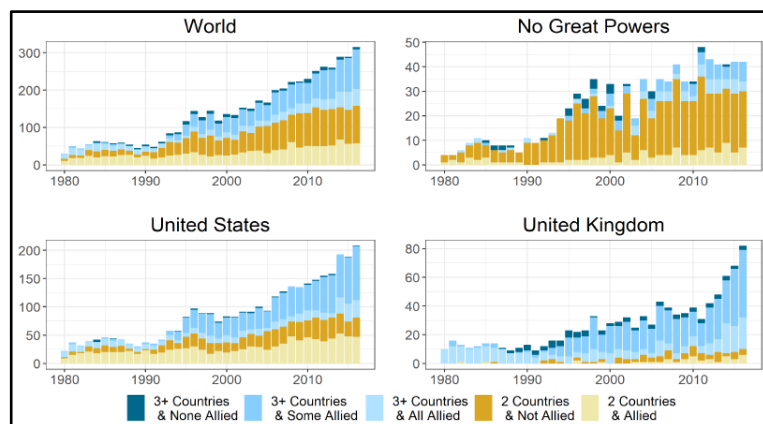 World
No Great Powers
300
200
100
0
1980 1990 2000 2010
50
40
30
20
10
0
1980 1990 2000 2010
United States
United Kingdom
200
150
100
50
0
1980 1990 2000 2010
80
60
40
20
0
1980 1990 2000 2010
3+ Countries & None Allied
3+ Countries & Some Allied
3+ Countries & All Allied
2 Countries & Not Allied
2 Countries & Allied